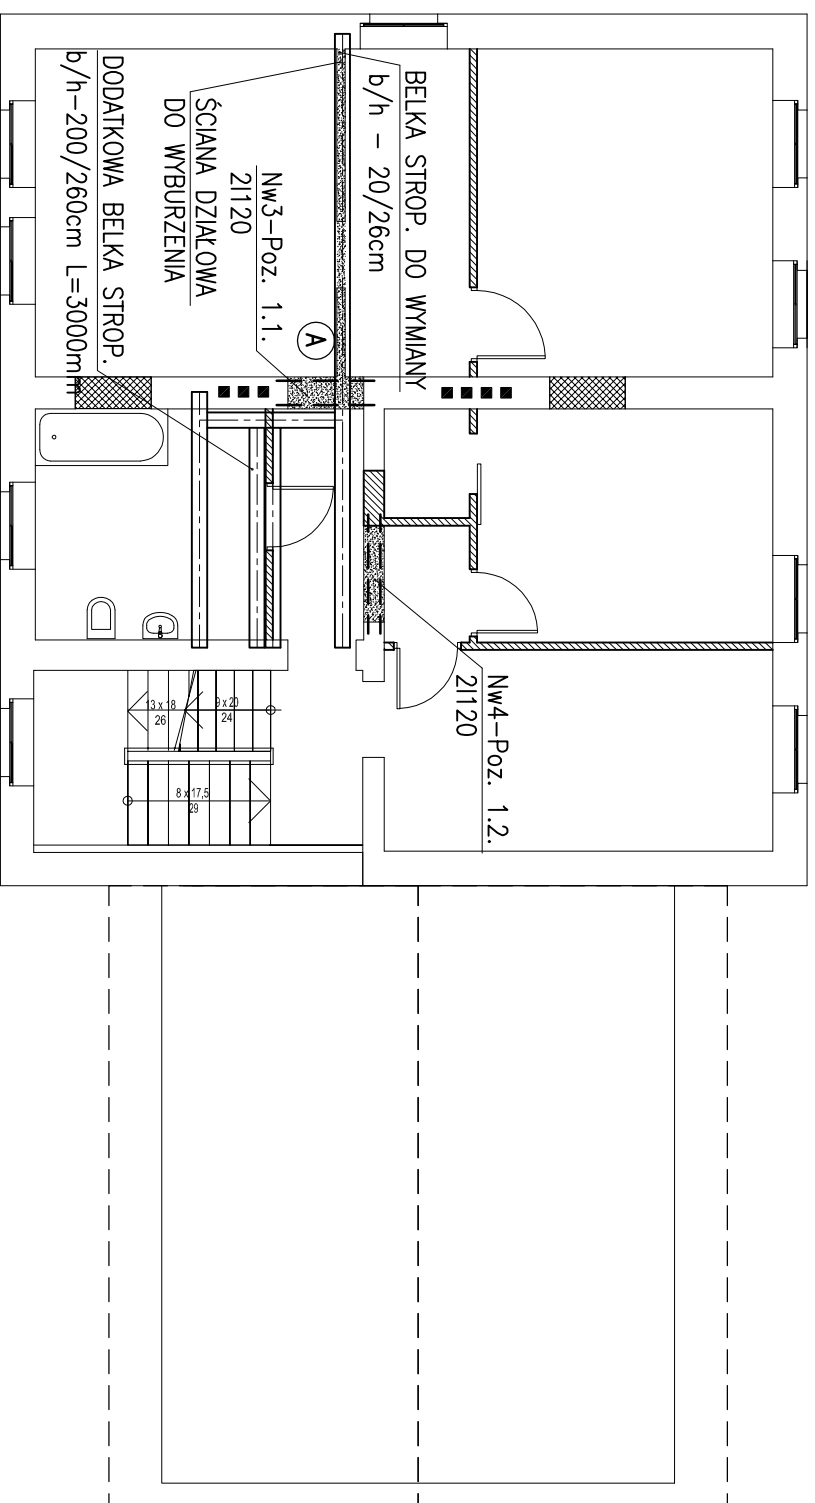 BELKA STROP. DO WYMIANY
b/h - 20/26cm
Nw3-Poz. 1.1.
2I120
ŚCIANA DZIAŁOWA
DO WYBURZENIA
DODATKOWA BELKA STROP.
b/h-200/260cm L=3000mm
A
Nw4-Poz. 1.2.
2I120
13 x 18
26
9 x 20
24
8 x 17,5
29